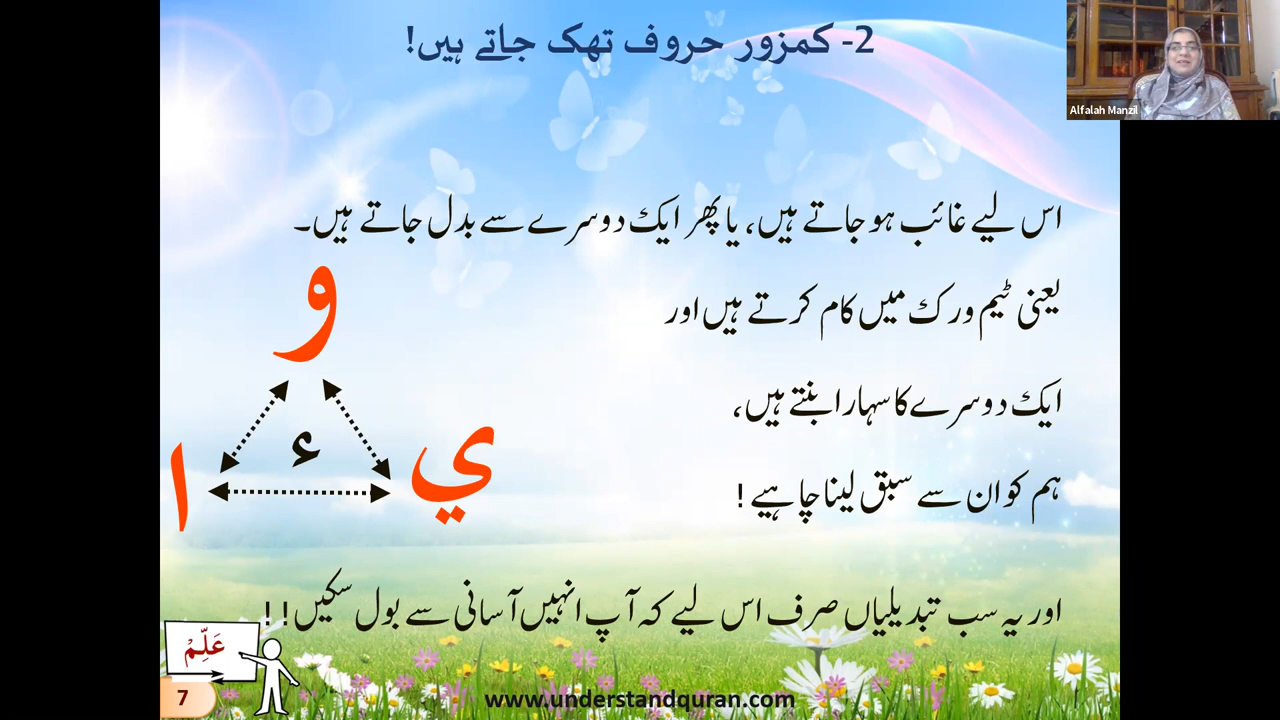 2- کمزور حروف تھک جاتے ہیں!
Alfalah Manzil
اس لیے غائب ہو جاتے ہیں، یا پھر ایک دوسرے سے بدل جاتے ہیں۔
و
یعنی ٹیم ورک میں کام کرتے ہیں اور
ایک دوسرے کا سہارا بنتے ہیں،
ي
ء
ا
ہم کو ان سے سبق لینا چاہیے !
اور یہ سب تبدیلیاں صرف اس لیے کہ آپ انہیں آسانی سے بول سکیں!!
عَلِّمْ
7
www.understandquran.com